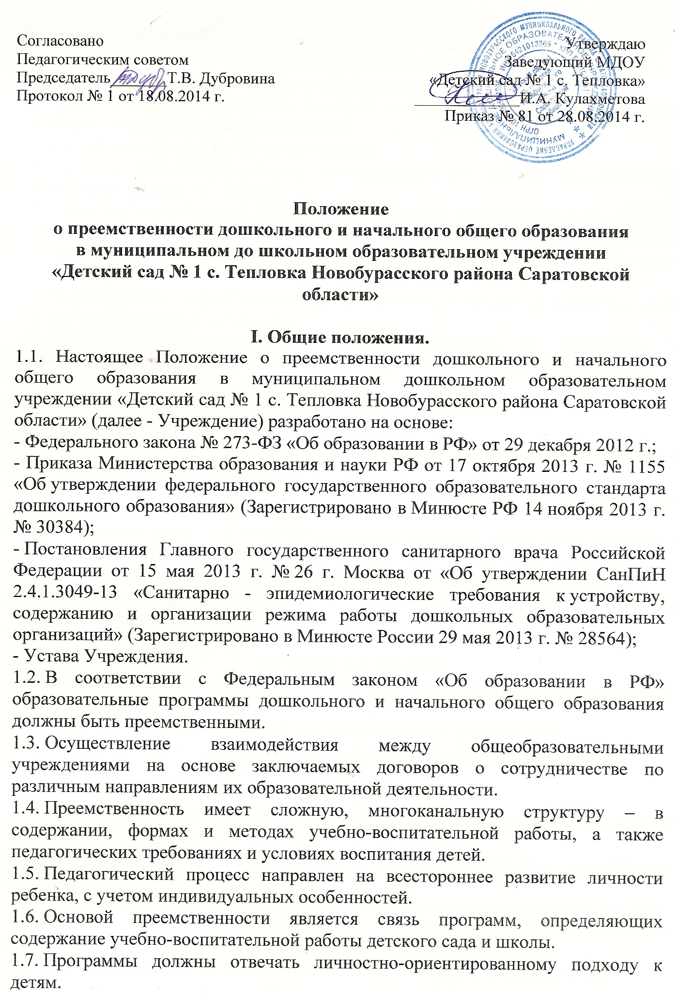 Согласовано
Педагогическим советом
Председатель Т.В. Дубровина
Протокол № 1 от 18.08.2014 г.
Утверждаю
Заведующий МДОУ
«Детский сад № 1 с. Тепловка»
И.А. Кулахметова
Приказ № 81 от 28.08.2014 г.
Положение
о преемственности дошкольного и начального общего образования
в муниципальном до школьном образовательном учреждении
«Детский сад № 1 с. Тепловка Новобурасского района Саратовской
области»
I. Общие положения.
1.1. Настоящее Положение о преемственности дошкольного и начального
общего образования в муниципальном дошкольном образовательном
учреждении «Детский сад № 1 с. Тепловка Новобурасского района Саратовской
области» (далее - Учреждение) разработано на основе:
- Федерального закона № 273-ФЗ «Об образовании в РФ» от 29 декабря 2012 г.;
- Приказа Министерства образования и науки РФ от 17 октября 2013 г. № 1155
«Об утверждении федерального государственного образовательного стандарта
дошкольного образования» (Зарегистрировано в Минюсте РФ 14 ноября 2013 г.
№ 30384);
- Постановления Главного государственного санитарного врача Российской
Федерации от 15 мая 2013 г. № 26 г. Москва от «Об утверждении СанПиН
2.4.1.3049-13 «Санитарно - эпидемиологические требования к устройству,
содержанию и организации режима работы дошкольных образовательных
организаций» (Зарегистрировано в Минюсте России 29 мая 2013 г. № 28564);
- Устава Учреждения.
1.2. В соответствии с Федеральным законом «Об образовании в РФ»
образовательные программы дошкольного и начального общего образования
должны быть преемственными.
1.3. Осуществление взаимодействия между общеобразовательными
учреждениями на основе заключаемых договоров о сотрудничестве по
различным направлениям их образовательной деятельности.
1.4. Преемственность имеет сложную, многоканальную структуру – в
содержании, формах и методах учебно-воспитательной работы, а также
педагогических требованиях и условиях воспитания детей.
1.5. Педагогический процесс направлен на всестороннее развитие личности
ребенка, с учетом индивидуальных особенностей.
1.6. Основой преемственности является связь программ, определяющих
содержание учебно-воспитательной работы детского сада и школы.
1.7. Программы должны отвечать личностно-ориентированному подходу к
детям.